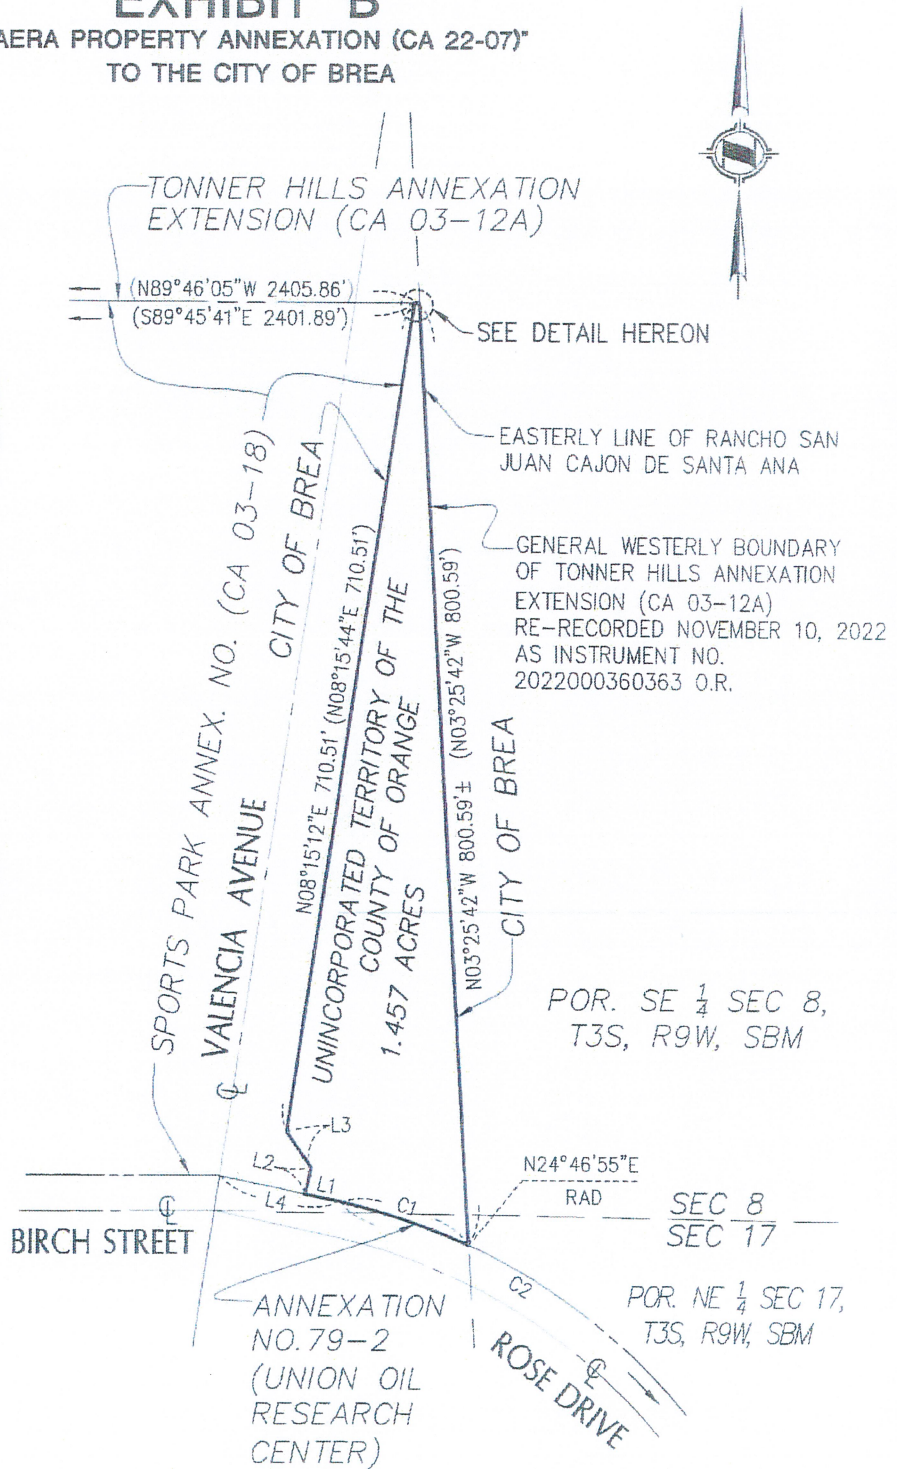 EXHIBIT "B"
AERA PROPERTY ANNEXATION (CA 22-07)"
TO THE CITY OF BREA
TONNER HILLS ANNEXATION
EXTENSION (CA 03-12A)
(N89°46'05"W 2405.86')
(S89°45'41"E 2401.89')
SEE DETAIL HEREON
EASTERLY LINE OF RANCHO SAN
JUAN CAJON DE SANTA ANA
GENERAL WESTERLY BOUNDARY
OF TONNER HILLS ANNEXATION
EXTENSION (CA 03-12A)
RE-RECORDED NOVEMBER 10, 2022
AS INSTRUMENT NO.
2022000360363 O.R.
SPORTS PARK ANNEX. NO. (CA 03-18)
CITY OF BREA
VALENCIA AVENUE
℄
N08°15'12"E 710.51' (N08°15'44"E 710.51')
UNINCORPORATED TERRITORY OF THE
COUNTY OF ORANGE
1.457 ACRES
N03°25'42"W 800.59'± (N03°25'42"W 800.59')
CITY OF BREA
POR. SE 1/4 SEC 8,
T3S, R9W, SBM
L3
L2
L1
L4
C1
N24°46'55"E
RAD
SEC 8
SEC 17
℄
BIRCH STREET
C2
POR. NE 1/4 SEC 17,
T3S, R9W, SBM
ANNEXATION
NO. 79-2
(UNION OIL
RESEARCH
CENTER)
ROSE DRIVE
℄